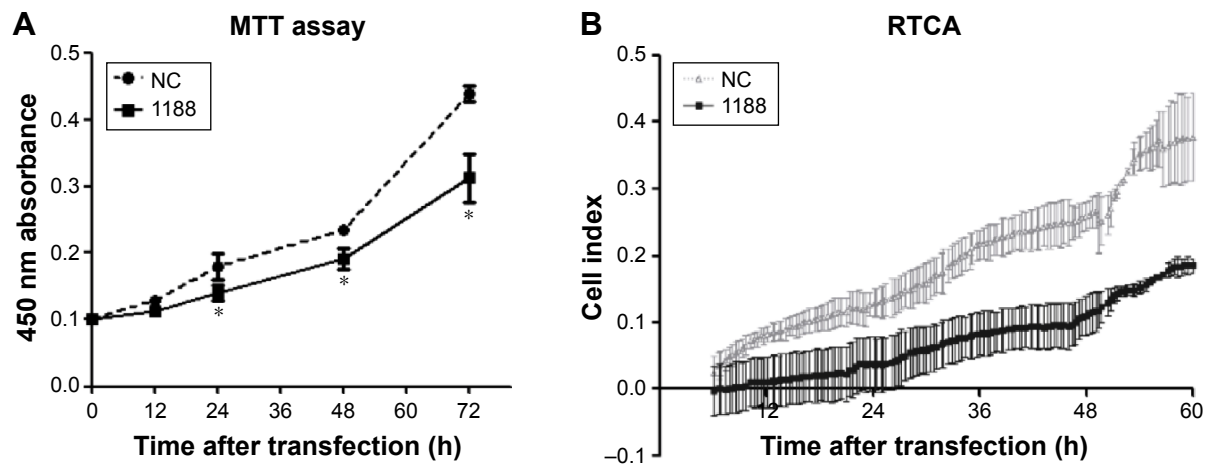 A
MTT assay
0.5
0.4
0.3
0.2
0.1
0.0
450 nm absorbance
NC
1188
*
*
*
0 12 24 36 48 60 72
Time after transfection (h)
B
RTCA
0.5
0.4
0.3
0.2
0.1
0.0
–0.1
Cell index
NC
1188
12 24 36 48 60
Time after transfection (h)